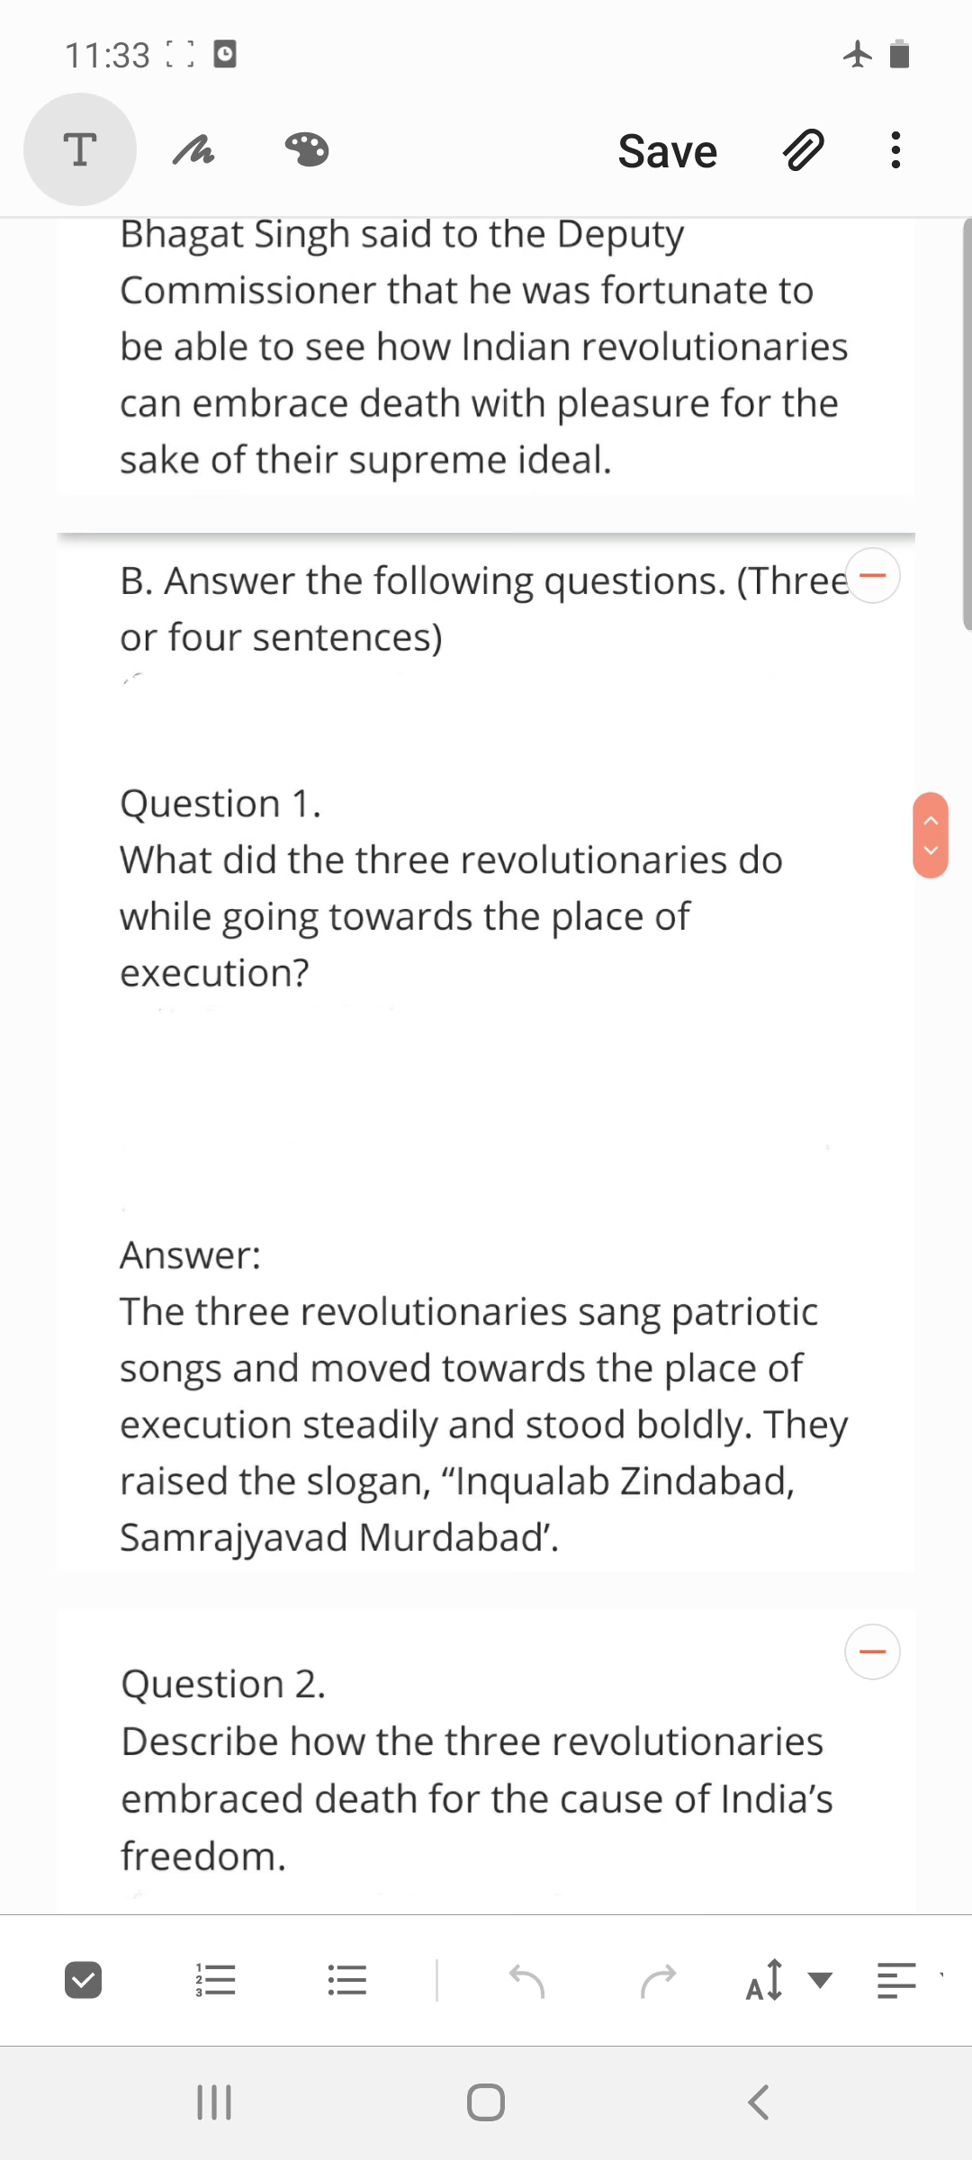 11:33
T
Save
Bhagat Singh said to the Deputy
Commissioner that he was fortunate to
be able to see how Indian revolutionaries
can embrace death with pleasure for the
sake of their supreme ideal.
B. Answer the following questions. (Three
or four sentences)
Question 1.
What did the three revolutionaries do
while going towards the place of
execution?
Answer:
The three revolutionaries sang patriotic
songs and moved towards the place of
execution steadily and stood boldly. They
raised the slogan, “Inqualab Zindabad,
Samrajyavad Murdabad’.
Question 2.
Describe how the three revolutionaries
embraced death for the cause of India’s
freedom.
1
2
3
A